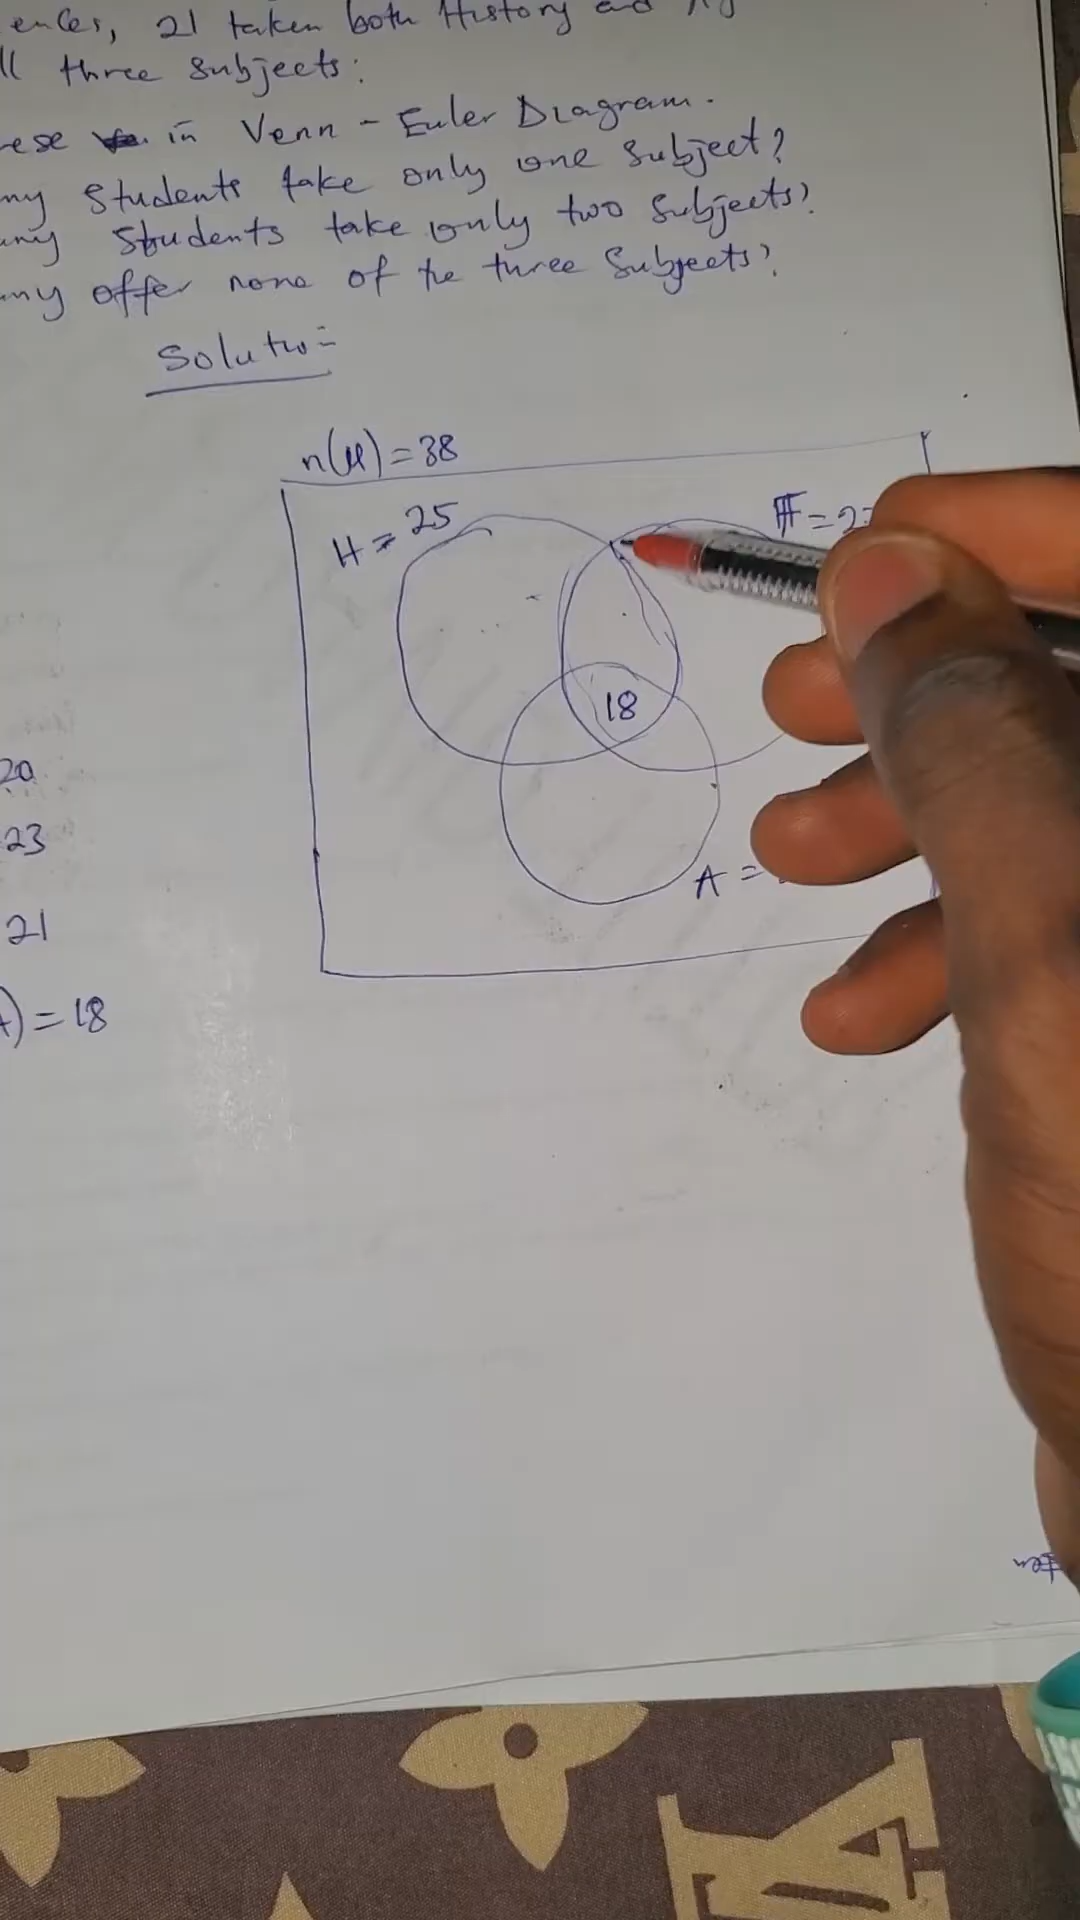 ences, 21 taken both History and
ll three subjects:
ese in Venn - Euler Diagram.
ny students take only one subject?
any students take only two subjects?
any offer none of the three subjects?
Solution
n(μ) = 38
H = 25
F = 2
18
A =
20
23
21
A) = 18